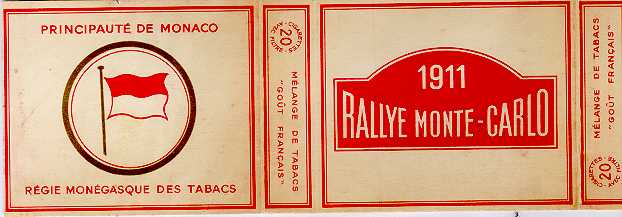 PRINCIPAUTÉ DE MONACO
RÉGIE MONÉGASQUE DES TABACS
CIGARETTES
20
AVEC FILTRE
MÉLANGE DE TABACS
"GOÛT FRANÇAIS"
1911
RALLYE MONTE-CARLO
MÉLANGE DE TABACS
"GOÛT FRANÇAIS"
CIGARETTES
20
AVEC FILTRE